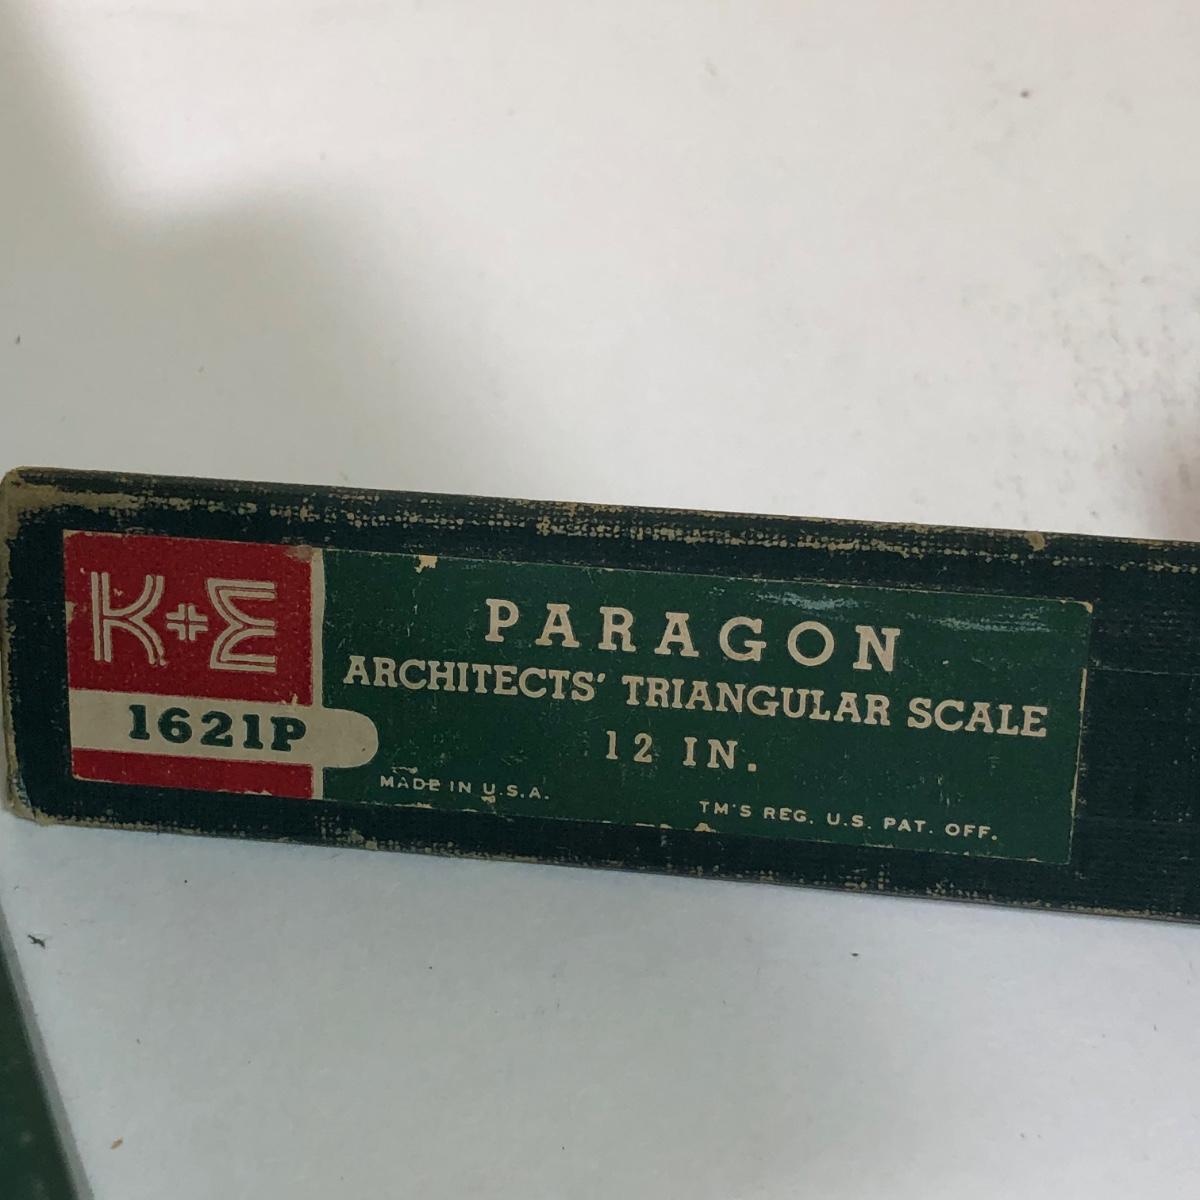 K+E
1621P
PARAGON
ARCHITECTS' TRIANGULAR SCALE
12 IN.
MADE IN U.S.A.
TM'S REG. U.S. PAT. OFF.